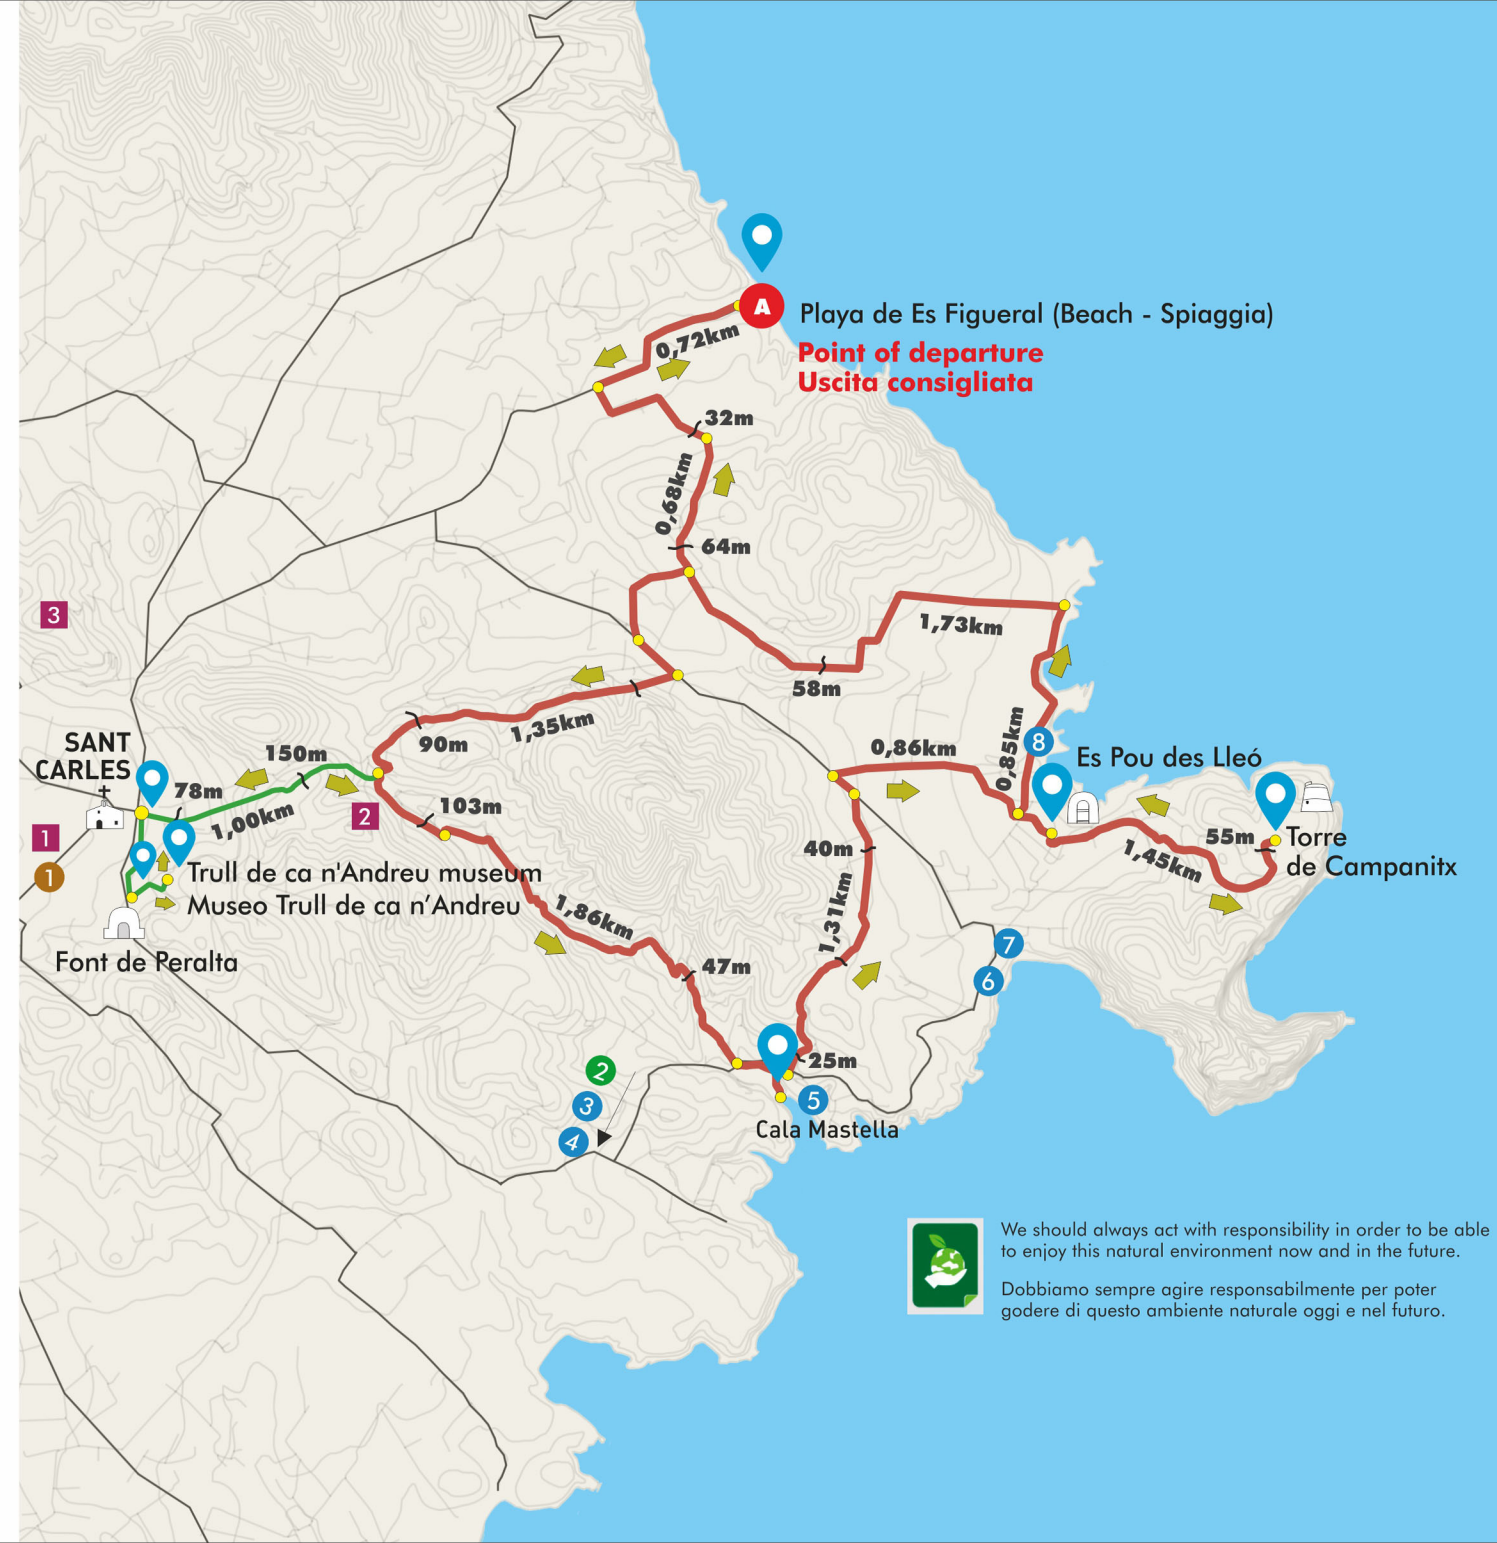 A
Playa de Es Figueral (Beach - Spiaggia)
Point of departure
Uscita consigliata
0,72km
32m
0,68km
64m
1,73km
58m
3
1,35km
90m
0,86km
0,85km
8
Es Pou des Lleó
SANT
CARLES
150m
78m
1,00km
2
103m
1
1
40m
55m
Torre
de Campanitx
1,45km
Trull de ca n'Andreu museum
Museo Trull de ca n’Andreu
1,86km
1,31km
Font de Peralta
47m
7
6
25m
2
3
4
5
Cala Mastella
We should always act with responsibility in order to be able
to enjoy this natural environment now and in the future.
Dobbiamo sempre agire responsabilmente per poter
godere di questo ambiente naturale oggi e nel futuro.